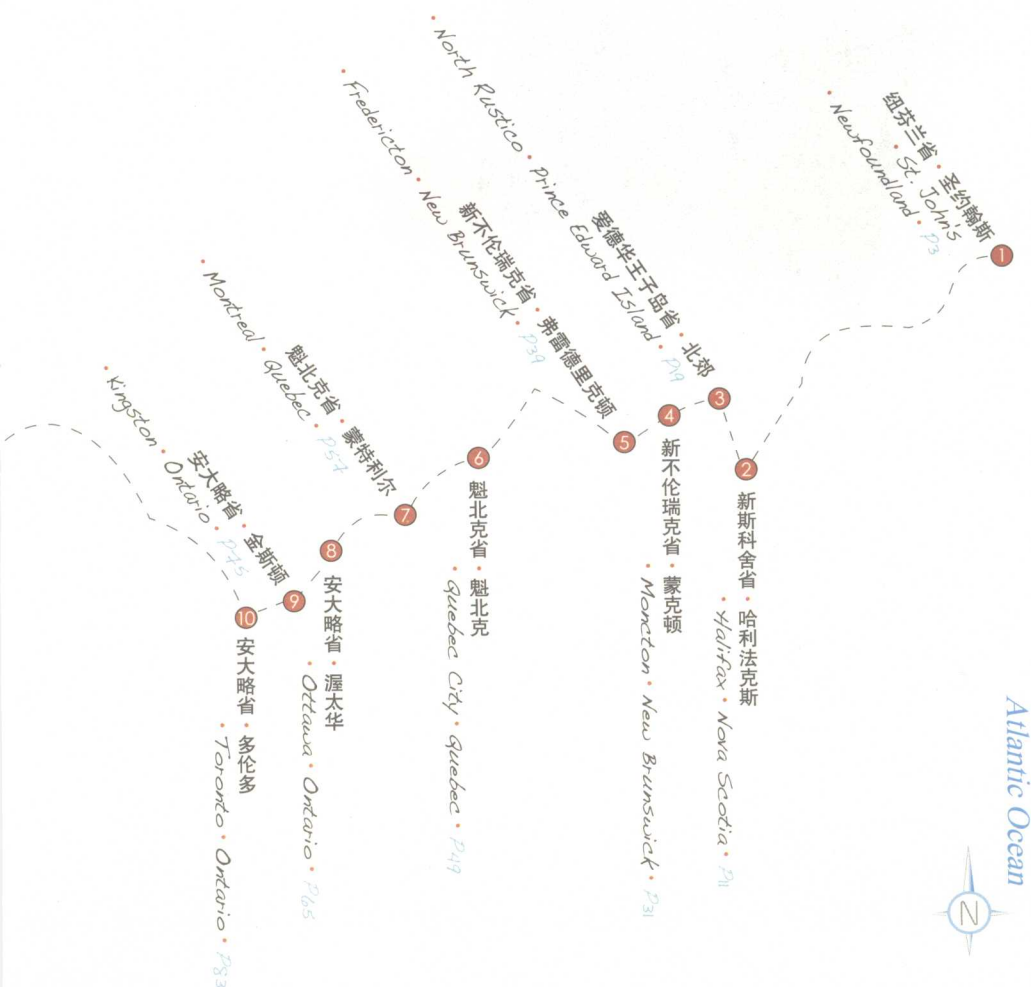 1
纽芬兰省·圣约翰斯
• St. John's
• Newfoundland • P3
2
新斯科舍省·哈利法克斯
• Halifax • Nova Scotia • P11
3
爱德华王子岛省·北郊
• North Rustico • Prince Edward Island • P19
4
新不伦瑞克省·蒙克顿
• Moncton • New Brunswick • P31
5
新不伦瑞克省·弗雷德里克顿
• Fredericton • New Brunswick • P39
6
魁北克省·魁北克
• Quebec City • Quebec • P49
7
魁北克省·蒙特利尔
• Montreal • Quebec • P57
8
安大略省·渥太华
• Ottawa • Ontario • P65
9
安大略省·金斯顿
• Kingston • Ontario • P75
10
安大略省·多伦多
• Toronto • Ontario • P83
Atlantic Ocean
N